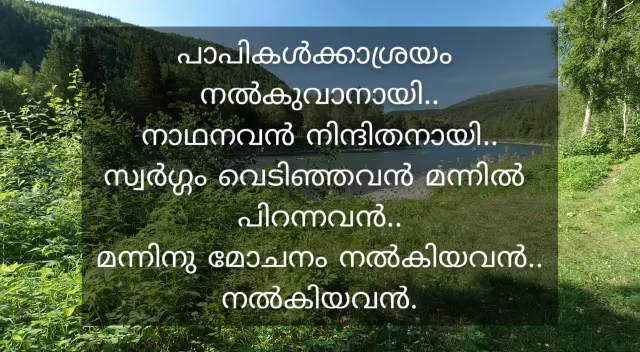 പാപികൾക്കാശ്രയം
നൽകുവാനായി..
നാഥനവൻ നിന്ദിതനായി..
സ്വർഗ്ഗം വെടിഞ്ഞവൻ മന്നിൽ
പിറന്നവൻ..
മന്നിനു മോചനം നൽകിയവൻ..
നൽകിയവൻ.